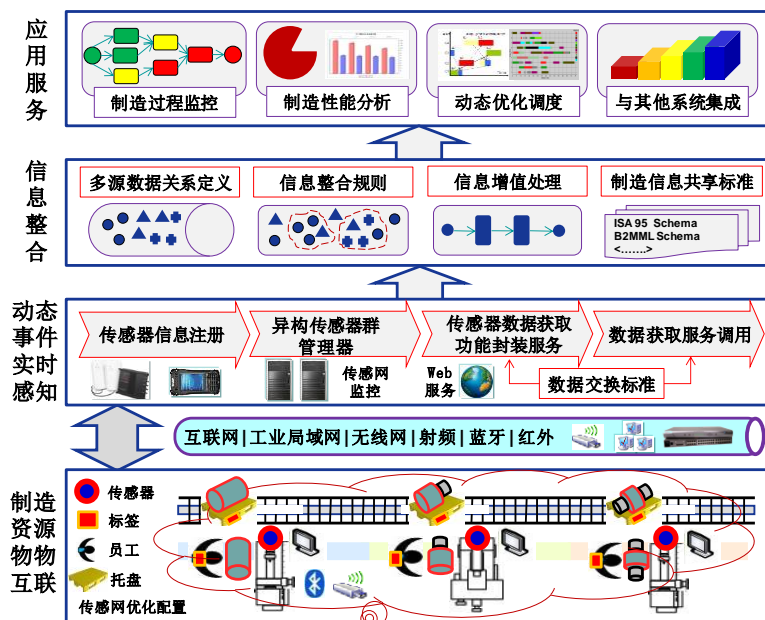 应用服务
制造过程监控
制造性能分析
动态优化调度
与其他系统集成
信息整合
多源数据关系定义
信息整合规则
信息增值处理
制造信息共享标准
ISA 95 Schema
B2MML Schema
<.......>
动态
事件
实时
感知
传感器信息注册
异构传感器群
管理器
传感器数据获取
功能封装服务
数据获取服务调用
传感网
监控
Web
服务
数据交换标准
互联网|工业局域网|无线网|射频|蓝牙|红外
制造
资源
物物
互联
传感器
标签
员工
托盘
传感网优化配置